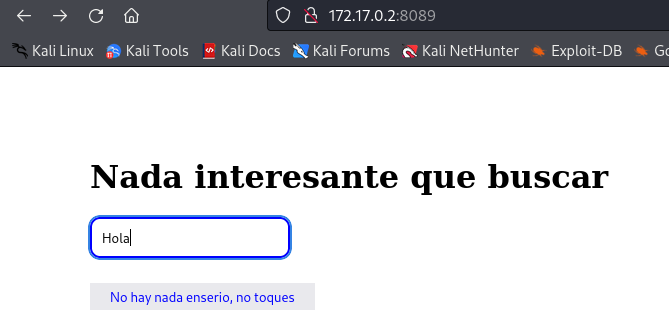 172.17.0.2:8089
Kali Linux Kali Tools Kali Docs Kali Forums Kali NetHunter Exploit-DB Go
Nada interesante que buscar
Hola
No hay nada enserio, no toques